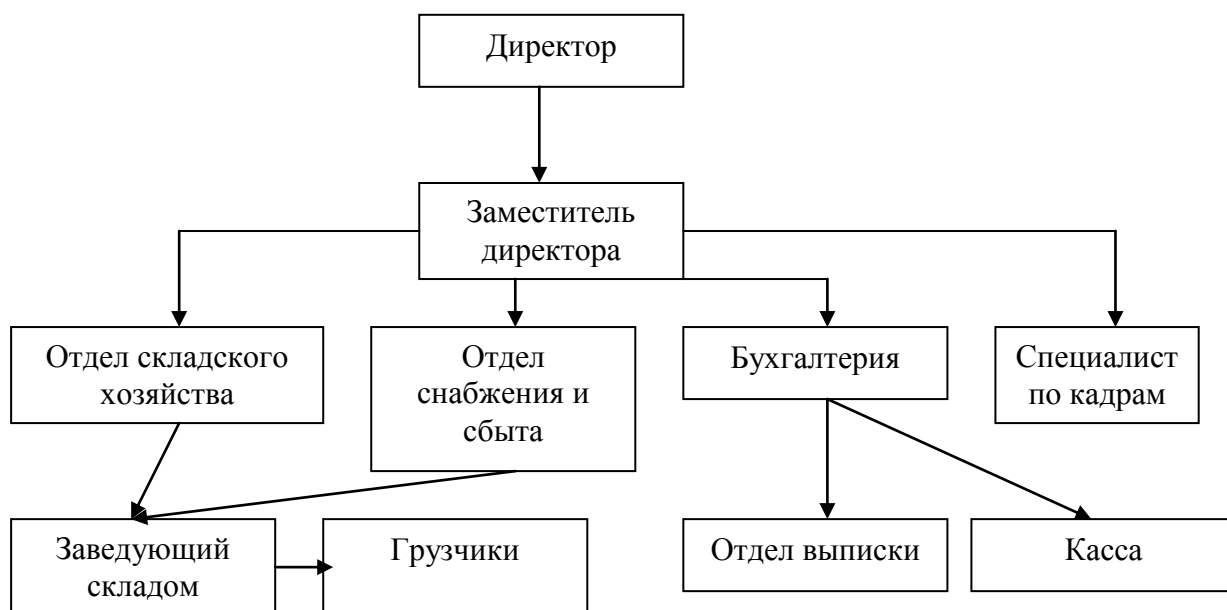 Директор
Заместитель
директора
Отдел складского
хозяйства
Отдел
снабжения и
сбыта
Бухгалтерия
Специалист
по кадрам
Заведующий
складом
Грузчики
Отдел выписки
Касса